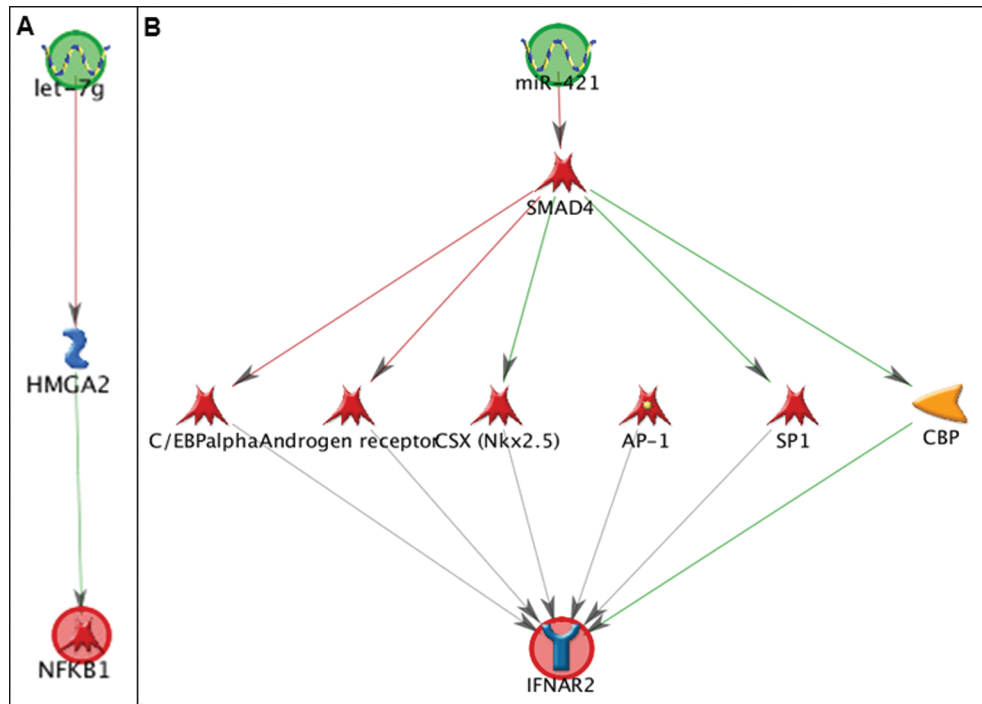 A
let-7g
HMGA2
NFKB1
B
miR-421
SMAD4
C/EBPalpha
Androgen receptor
CSX (Nkx2.5)
AP-1
SP1
CBP
IFNAR2